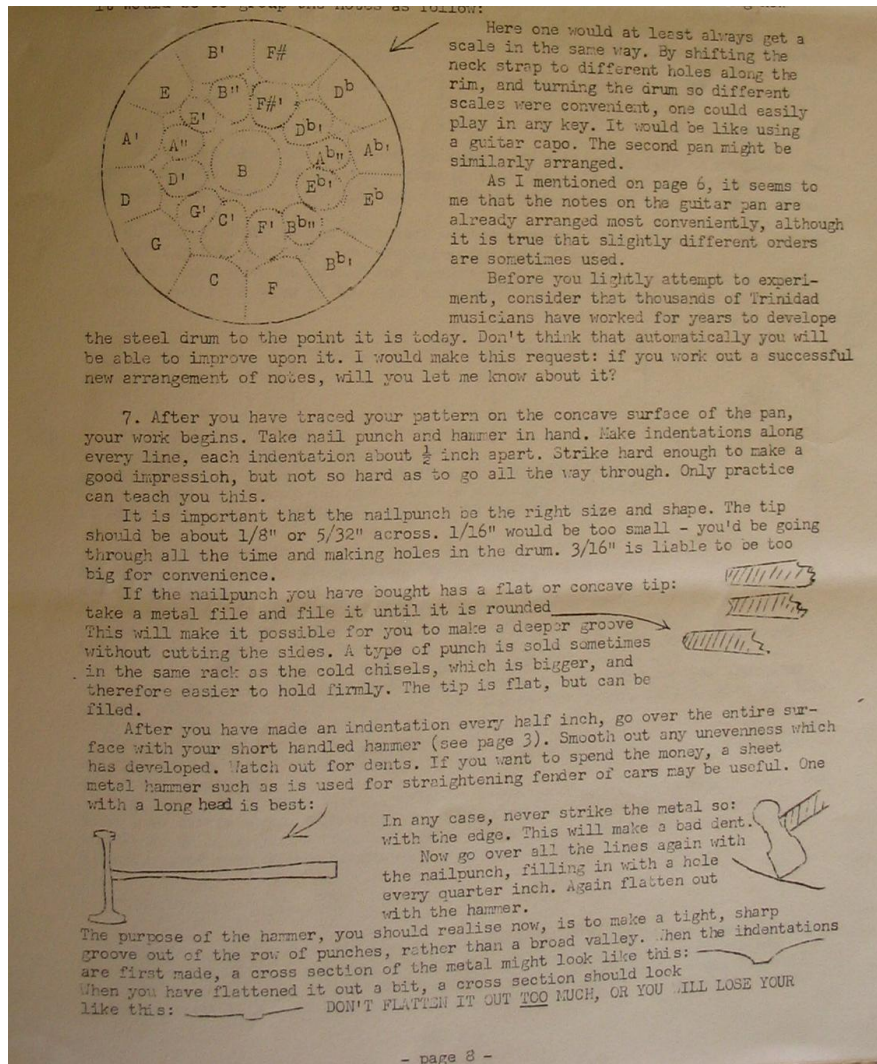 it would be to group the notes as follow:
Here one would at least always get a
scale in the same way. By shifting the
neck strap to different holes along the
rim, and turning the drum so different
scales were convenient, one could easily
play in any key. It would be like using
a guitar capo. The second pan might be
similarly arranged.
As I mentioned on page 6, it seems to
me that the notes on the guitar pan are
already arranged most conveniently, although
it is true that slightly different orders
are sometimes used.
Before you lightly attempt to experi-
ment, consider that thousands of Trinidad
musicians have worked for years to develope
B' F#
E B" F#' Db
E' Db'
A' A" B Ab" Ab'
D D' Eb' Eb
G G' C' F' Bb"
C F Bb'
the steel drum to the point it is today. Don't think that automatically you will
be able to improve upon it. I would make this request: if you work out a successful
new arrangement of notes, will you let me know about it?
7. After you have traced your pattern on the concave surface of the pan,
your work begins. Take nail punch and hammer in hand. Make indentations along
every line, each indentation about ½ inch apart. Strike hard enough to make a
good impression, but not so hard as to go all the way through. Only practice
can teach you this.
It is important that the nailpunch be the right size and shape. The tip
should be about 1/8" or 5/32" across. 1/16" would be too small - you'd be going
through all the time and making holes in the drum. 3/16" is liable to be too
big for convenience.
If the nailpunch you have bought has a flat or concave tip:
take a metal file and file it until it is rounded
This will make it possible for you to make a deeper groove
without cutting the sides. A type of punch is sold sometimes
in the same rack as the cold chisels, which is bigger, and
therefore easier to hold firmly. The tip is flat, but can be
filed.
After you have made an indentation every half inch, go over the entire sur-
face with your short handled hammer (see page 3). Smooth out any unevenness which
has developed. Watch out for dents. If you want to spend the money, a sheet
metal hammer such as is used for straightening fender of cars may be useful. One
with a long head is best:
In any case, never strike the metal so:
with the edge. This will make a bad dent.
Now go over all the lines again with
the nailpunch, filling in with a hole
every quarter inch. Again flatten out
with the hammer.
The purpose of the hammer, you should realise now, is to make a tight, sharp
groove out of the row of punches, rather than a broad valley. When the indentations
are first made, a cross section of the metal might look like this:
When you have flattened it out a bit, a cross section should look
like this: DON'T FLATTEN IT OUT TOO MUCH, OR YOU WILL LOSE YOUR
- page 8 -